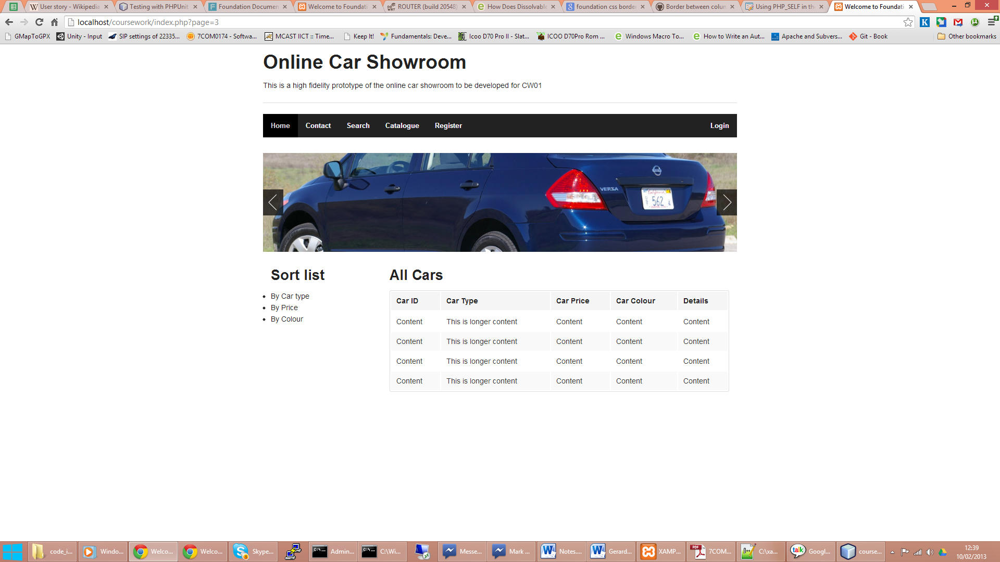 User story - Wikipedia
Testing with PHPUnit
Foundation Documen
Welcome to Foundati
ROUTER (build 20548)
How Does Dissolvable
foundation css borde
Border between colun
Using PHP_SELF in th
Welcome to Foundati
localhost/coursework/index.php?page=3
GMapToGPX
Unity - Input
SIP settings of 22335...
7COM0174 - Softwa...
MCAST IICT :: Time...
Keep It!
Fundamentals: Deve...
Icoo D70 Pro II - Slat...
ICOO D70Pro Rom ...
Windows Macro To...
How to Write an Aut...
Apache and Subvers...
Git - Book
Other bookmarks
Online Car Showroom
This is a high fidelity prototype of the online car showroom to be developed for CW01
Home Contact Search Catalogue Register Login
VERSA
California
562
Sort list
By Car type
By Price
By Colour
All Cars
Car ID Car Type Car Price Car Colour Details
Content This is longer content Content Content Content
Content This is longer content Content Content Content
Content This is longer content Content Content Content
Content This is longer content Content Content Content
code_i...
Windo...
Welco...
Welco...
Skype...
Admin...
C:\Wi...
Messe...
Mark ...
Notes....
Gerard...
XAMP...
7COM...
C:\xa...
talk
Googl...
course...
12:39
10/02/2013